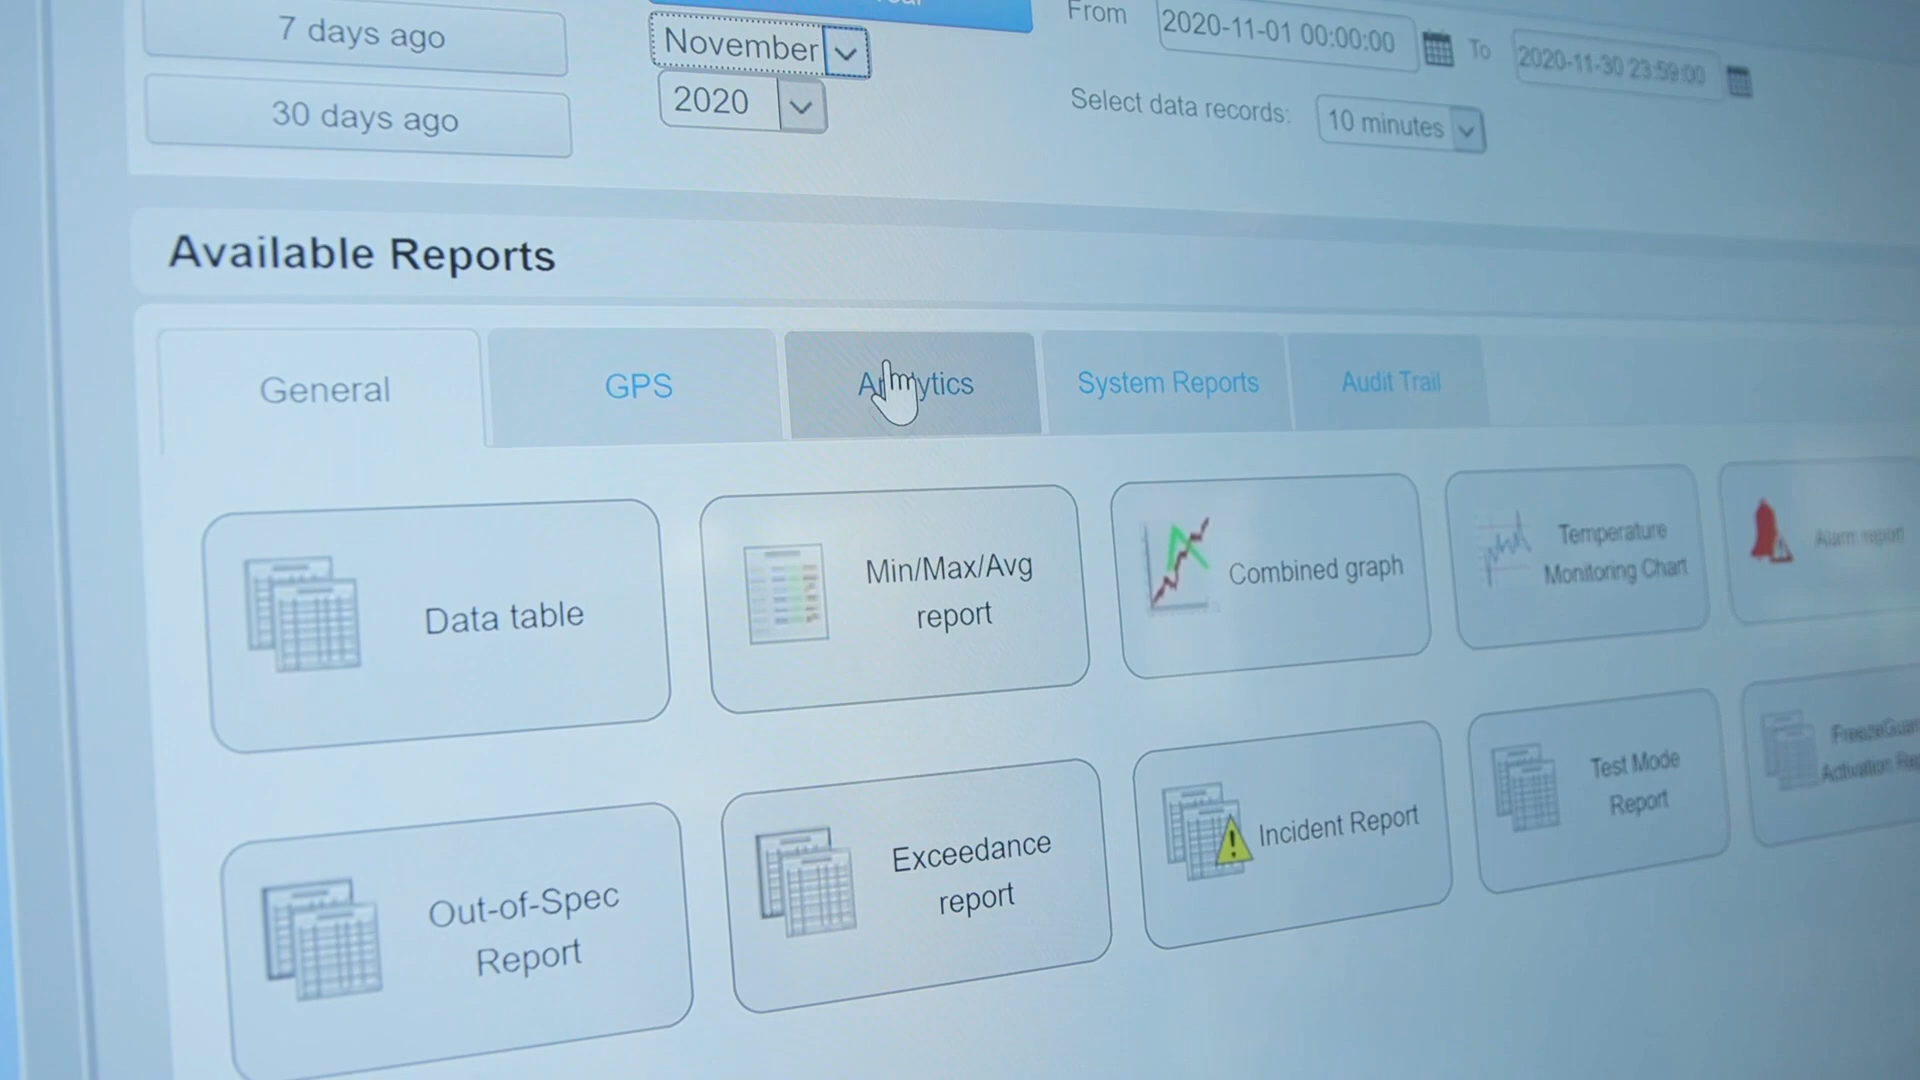 7 days ago
30 days ago
November
2020
From 2020-11-01 00:00:00 To 2020-11-30 23:59:00
Select data records: 10 minutes
Available Reports
General GPS Analytics System Reports Audit Trail
Data table
Min/Max/Avg
report
Combined graph
Temperature
Monitoring Chart
Alarm report
Out-of-Spec
Report
Exceedance
report
Incident Report
Test Mode
Report
Activation